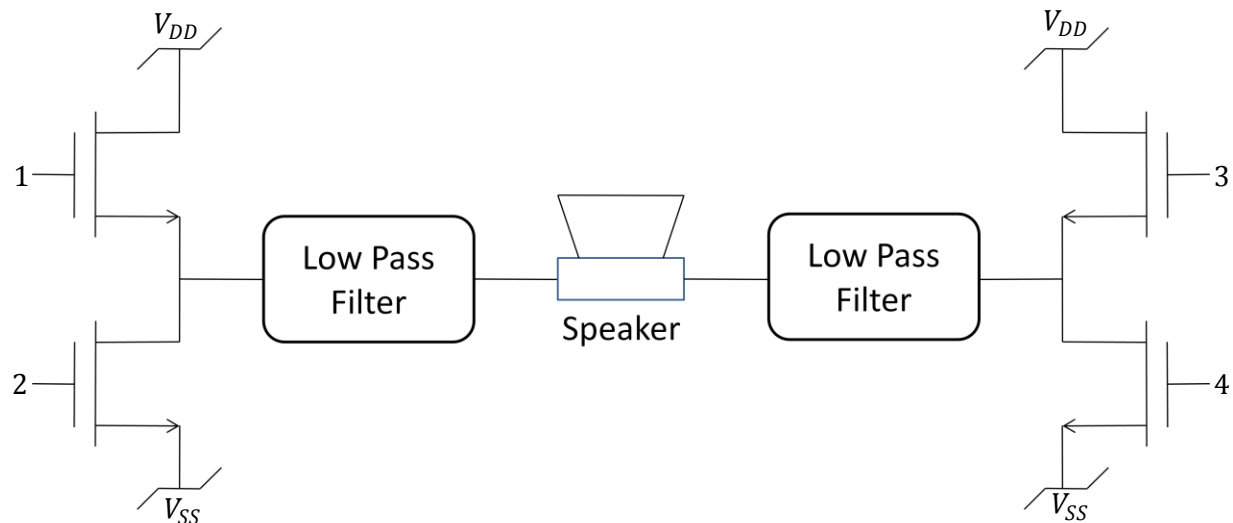 V_DD
V_DD
1
3
Low Pass
Filter
Low Pass
Filter
Speaker
2
4
V_SS
V_SS